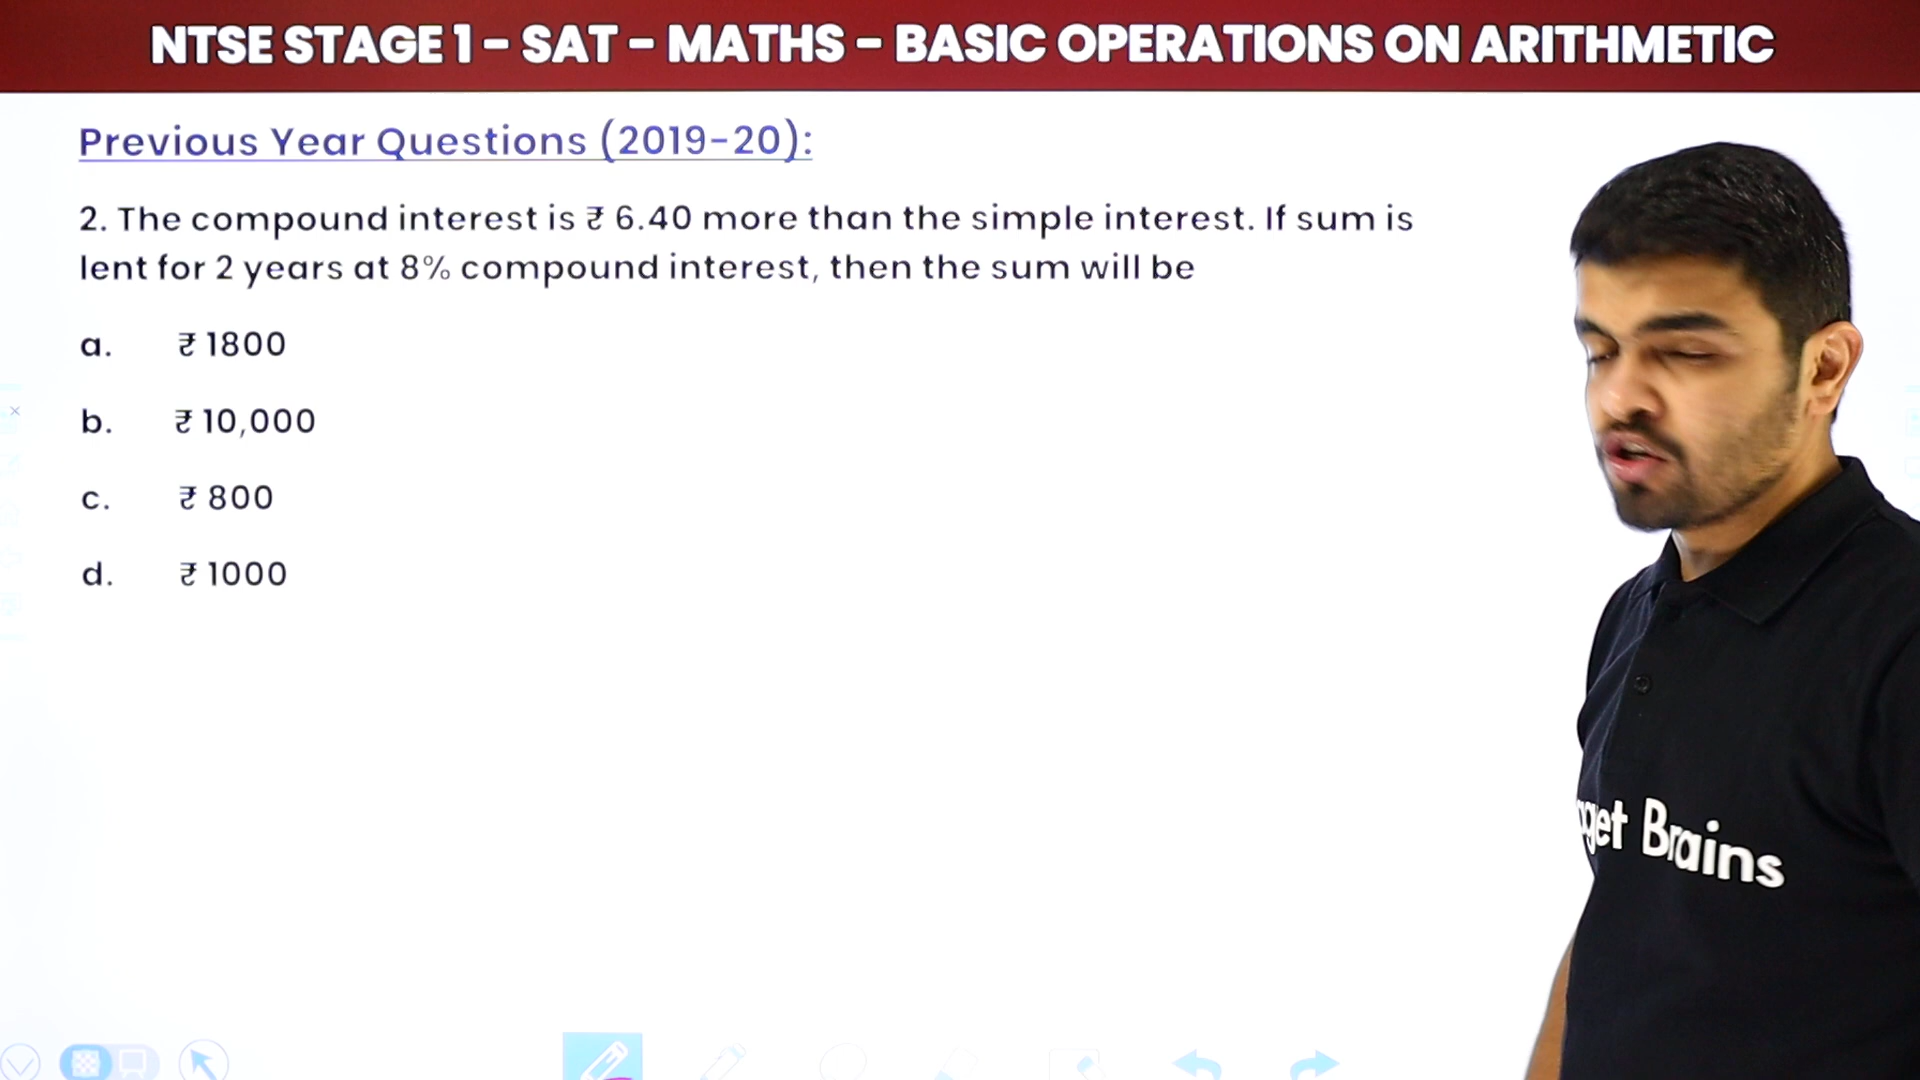 NTSE STAGE 1 – SAT – MATHS – BASIC OPERATIONS ON ARITHMETIC
Previous Year Questions (2019-20):
2. The compound interest is ₹ 6.40 more than the simple interest. If sum is
lent for 2 years at 8% compound interest, then the sum will be
a. ₹ 1800
b. ₹ 10,000
c. ₹ 800
d. ₹ 1000
Brains